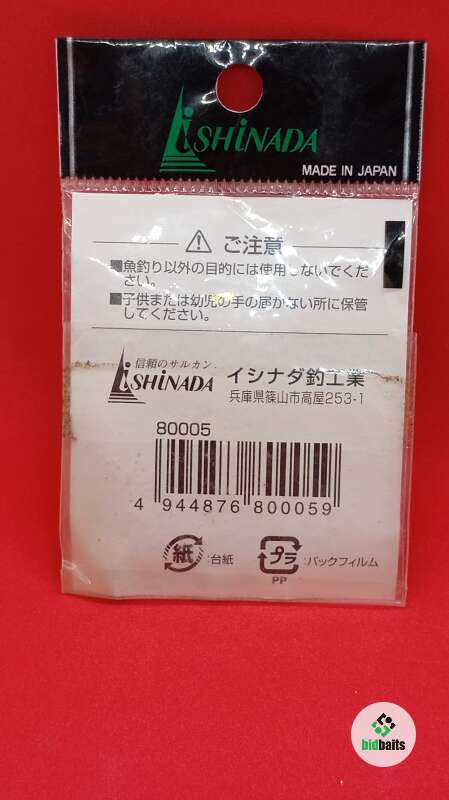 iSHiNADA
MADE IN JAPAN
ご注意
■魚釣り以外の目的には使用しないでくだ
さい。
■子供または幼児の手の届かない所に保管
してください。
信頼のサルカン
iSHiNADA
イシナダ釣工業
兵庫県篠山市高屋253-1
80005
4 944876 800059
紙 :台紙
プラ :バックフィルム
PP
bidbaits